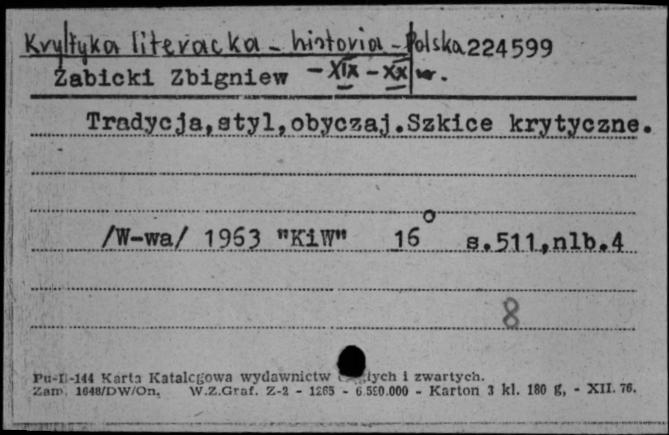 Krytyka literacka - historia - Polska 224599
Żabicki Zbigniew - XIX - XX w.
Tradycja,styl,obyczaj.Szkice krytyczne.
/W-wa/ 1963 "KiW" 16° s.511,nlb.4
8
Pu-I-144 Karta Katalogowa wydawnictw i zwartych.
Zam. 1648/DW/On. W.Z.Graf. Z-2 - 1265 - 6.550.000 - Karton 3 kl. 180 g, - XII. 76.